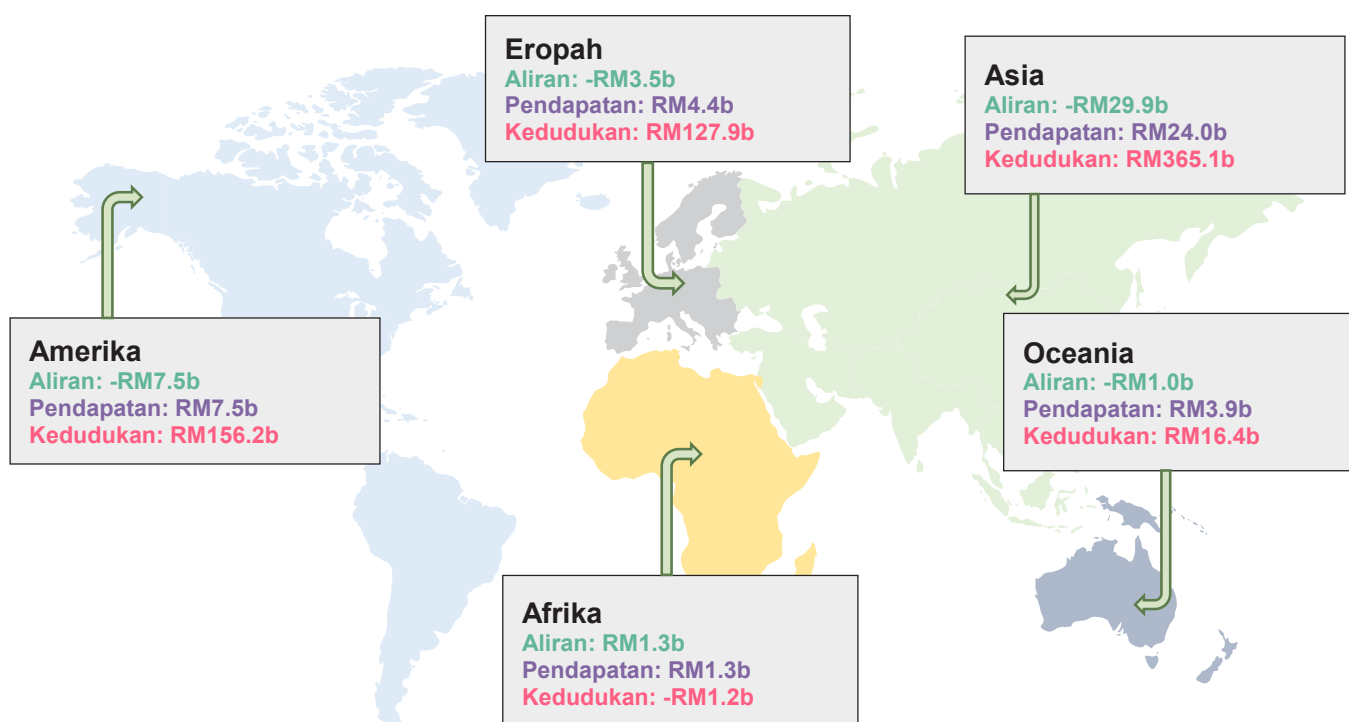 Eropah
Aliran: -RM3.5b
Pendapatan: RM4.4b
Kedudukan: RM127.9b
Asia
Aliran: -RM29.9b
Pendapatan: RM24.0b
Kedudukan: RM365.1b
Amerika
Aliran: -RM7.5b
Pendapatan: RM7.5b
Kedudukan: RM156.2b
Oceania
Aliran: -RM1.0b
Pendapatan: RM3.9b
Kedudukan: RM16.4b
Afrika
Aliran: RM1.3b
Pendapatan: RM1.3b
Kedudukan: -RM1.2b